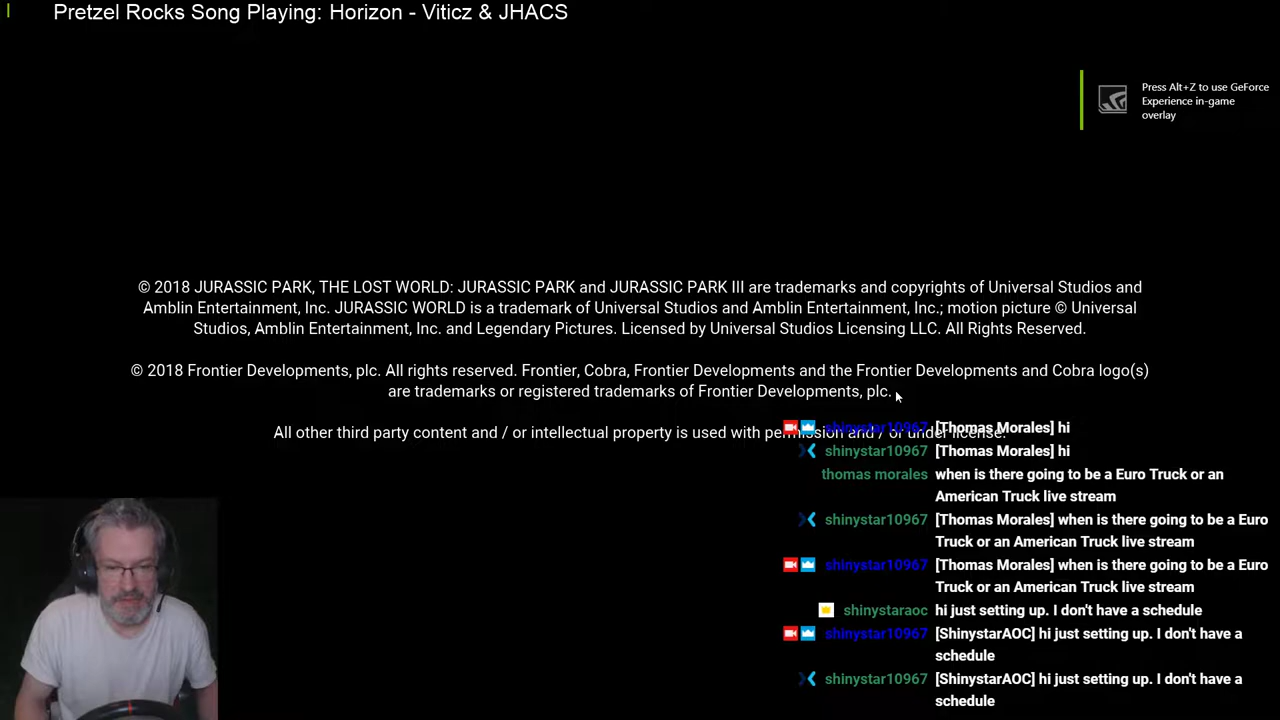 Pretzel Rocks Song Playing: Horizon - Viticz & JHACS
Press Alt+Z to use GeForce
Experience in-game
overlay
© 2018 JURASSIC PARK, THE LOST WORLD: JURASSIC PARK and JURASSIC PARK III are trademarks and copyrights of Universal Studios and
Amblin Entertainment, Inc. JURASSIC WORLD is a trademark of Universal Studios and Amblin Entertainment, Inc.; motion picture © Universal
Studios, Amblin Entertainment, Inc. and Legendary Pictures. Licensed by Universal Studios Licensing LLC. All Rights Reserved.
© 2018 Frontier Developments, plc. All rights reserved. Frontier, Cobra, Frontier Developments and the Frontier Developments and Cobra logo(s)
are trademarks or registered trademarks of Frontier Developments, plc.
All other third party content and / or intellectual property is used with permission and / or under license.
shinystar10967 [Thomas Morales] hi
shinystar10967 [Thomas Morales] hi
thomas morales when is there going to be a Euro Truck or an
American Truck live stream
shinystar10967 [Thomas Morales] when is there going to be a Euro
Truck or an American Truck live stream
shinystar10967 [Thomas Morales] when is there going to be a Euro
Truck or an American Truck live stream
shinystaraoc hi just setting up. I don't have a schedule
shinystar10967 [ShinystarAOC] hi just setting up. I don't have a
schedule
shinystar10967 [ShinystarAOC] hi just setting up. I don't have a
schedule